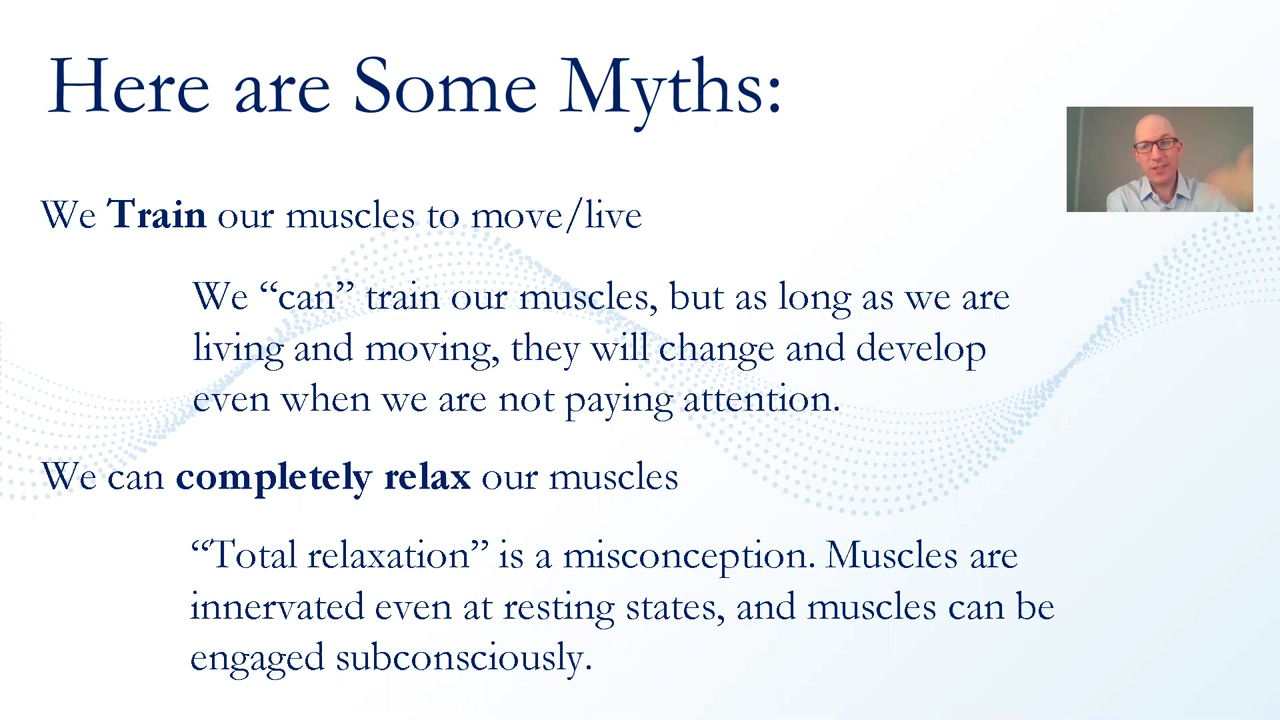 Here are Some Myths:
We Train our muscles to move/live
We “can” train our muscles, but as long as we are
living and moving, they will change and develop
even when we are not paying attention.
We can completely relax our muscles
“Total relaxation” is a misconception. Muscles are
innervated even at resting states, and muscles can be
engaged subconsciously.